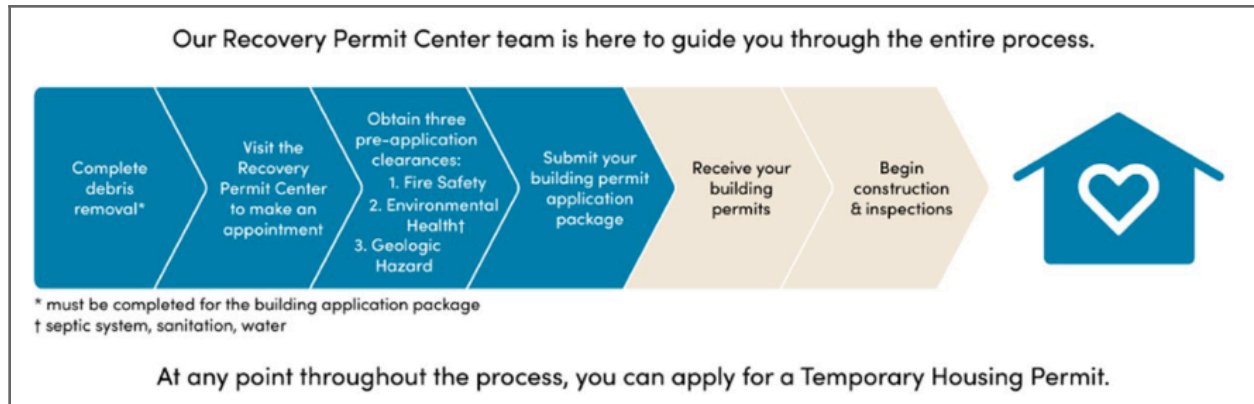 Our Recovery Permit Center team is here to guide you through the entire process.
Complete
debris
removal*
Visit the
Recovery
Permit Center
to make an
appointment
Obtain three
pre-application
clearances:
1. Fire Safety
2. Environmental
Health†
3. Geologic
Hazard
Submit your
building permit
application
package
Receive your
building
permits
Begin
construction
& inspections
* must be completed for the building application package
† septic system, sanitation, water
At any point throughout the process, you can apply for a Temporary Housing Permit.